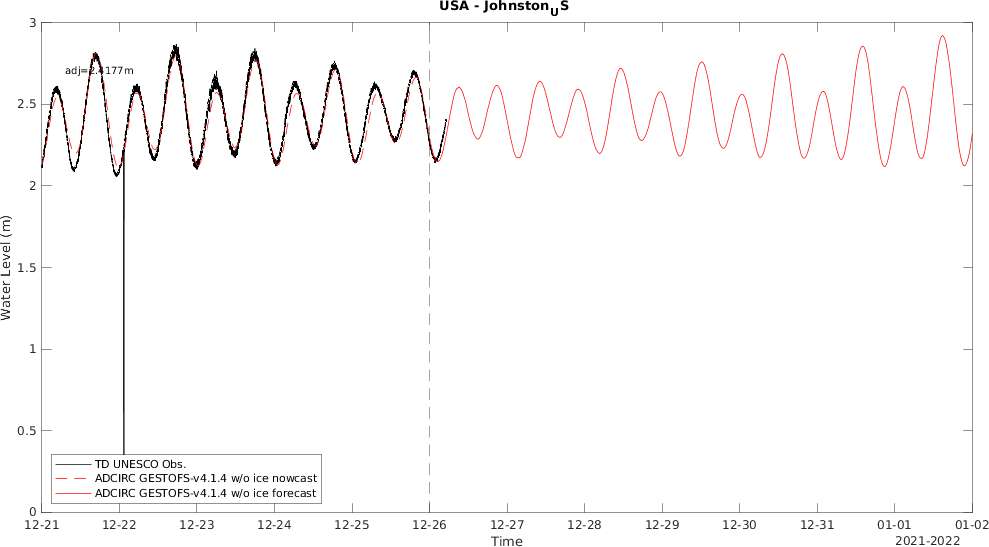 USA - JohnstonUS
adj=2.4177m
3
2.5
2
1.5
1
0.5
0
Water Level (m)
TD UNESCO Obs.
ADCIRC GESTOFS-v4.1.4 w/o ice nowcast
ADCIRC GESTOFS-v4.1.4 w/o ice forecast
12-21 12-22 12-23 12-24 12-25 12-26 12-27 12-28 12-29 12-30 12-31 01-01 01-02
Time
2021-2022